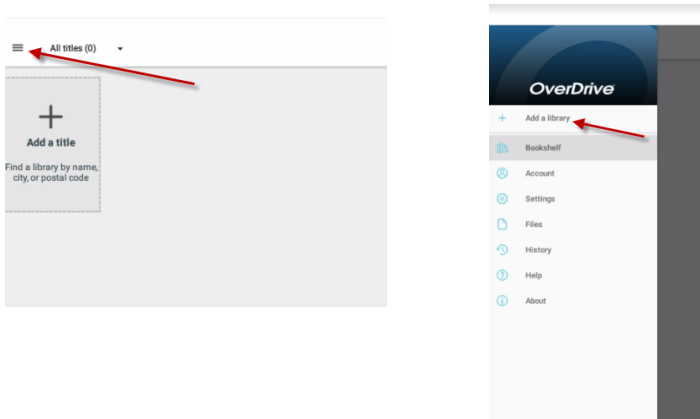 All titles (0)
Add a title
Find a library by name,
city, or postal code
OverDrive
Add a library
Bookshelf
Account
Settings
Files
History
Help
About